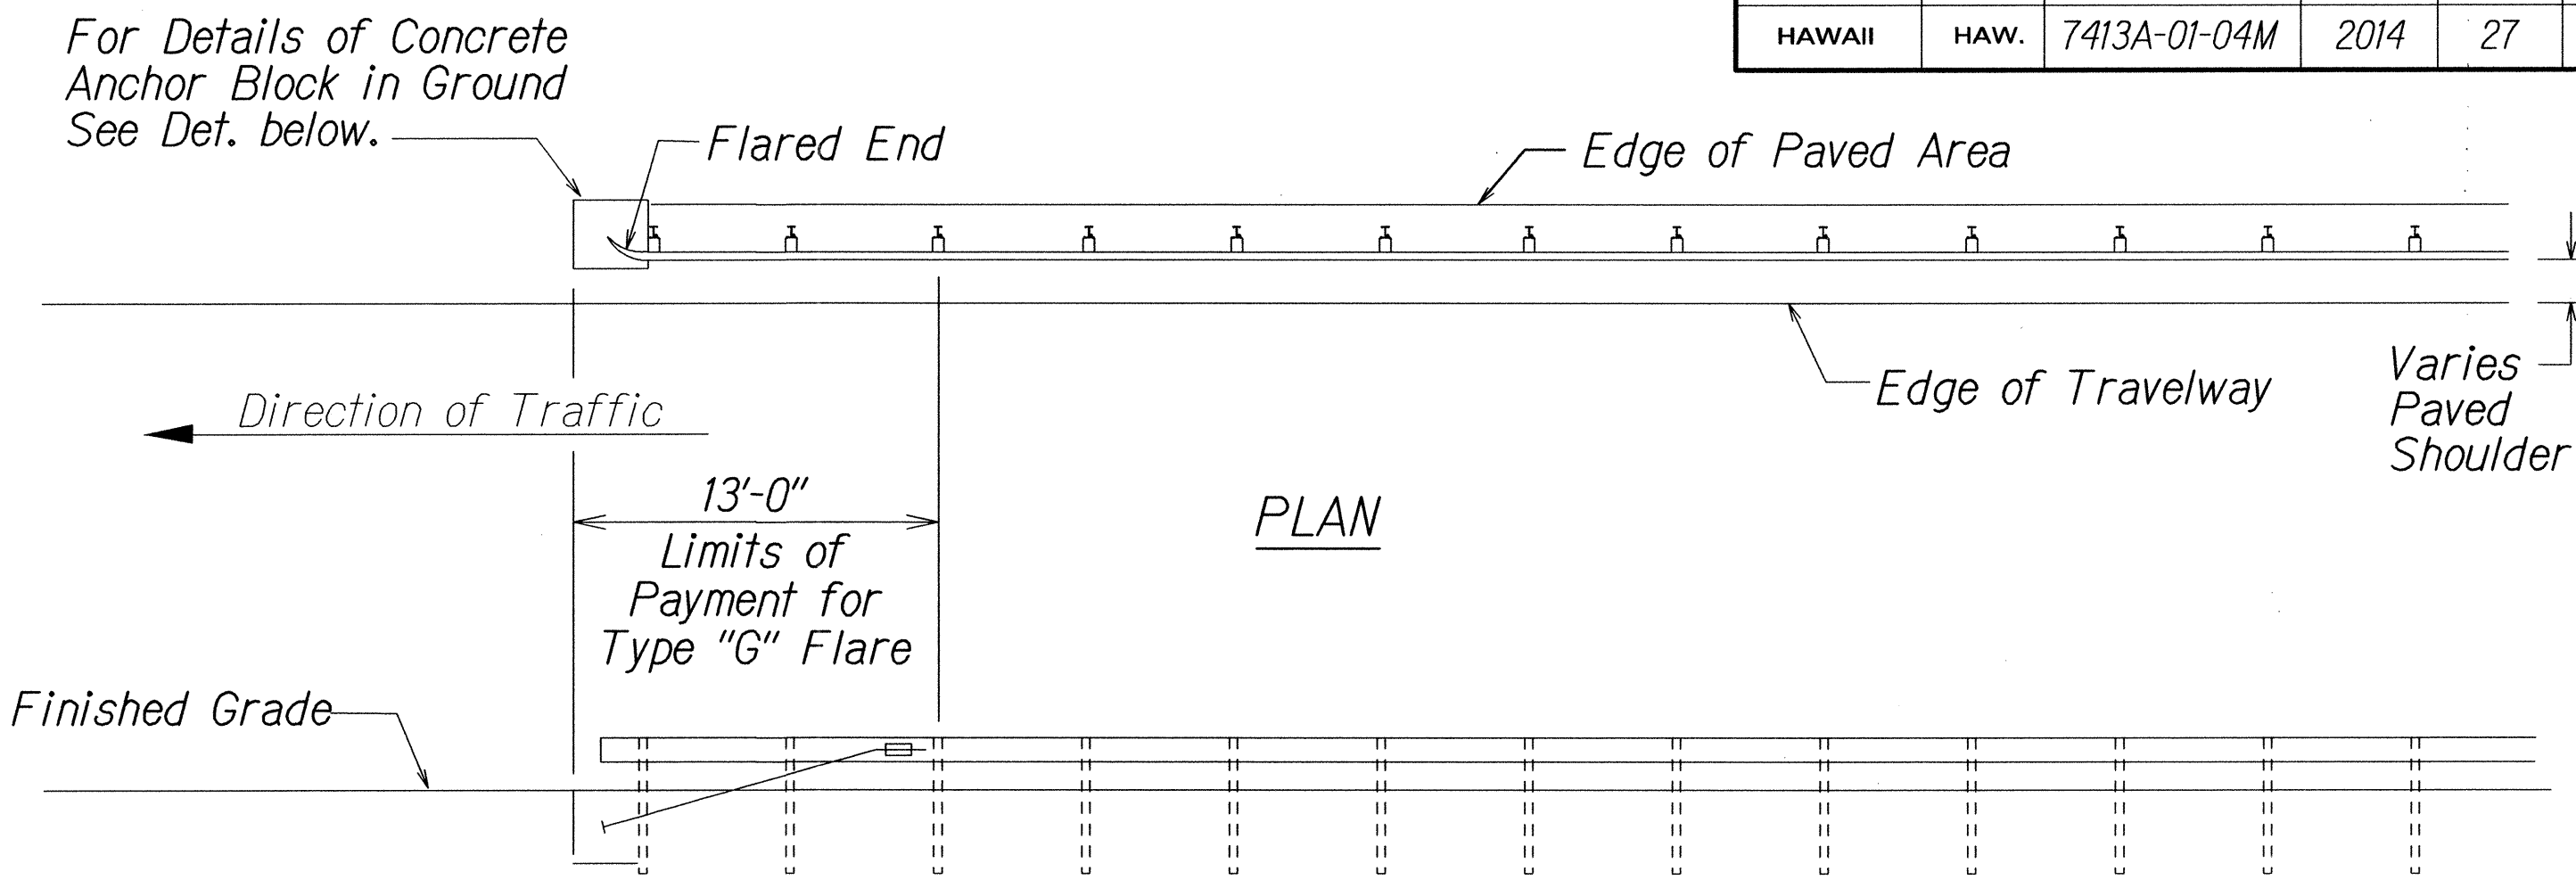 For Details of Concrete
Anchor Block in Ground
See Det. below.
HAWAII HAW. 7413A-01-04M 2014 27
Flared End
Edge of Paved Area
Direction of Traffic
Edge of Travelway
Varies
Paved
Shoulder
13'-0"
Limits of
Payment for
Type "G" Flare
PLAN
Finished Grade